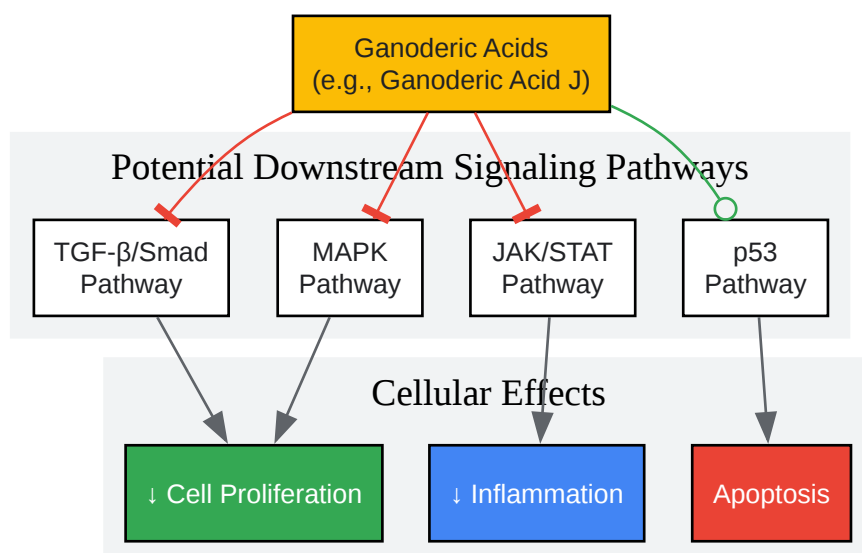 Ganoderic Acids
(e.g., Ganoderic Acid J)
Potential Downstream Signaling Pathways
TGF-β/Smad
Pathway
MAPK
Pathway
JAK/STAT
Pathway
p53
Pathway
Cellular Effects
↓ Cell Proliferation
↓ Inflammation
Apoptosis